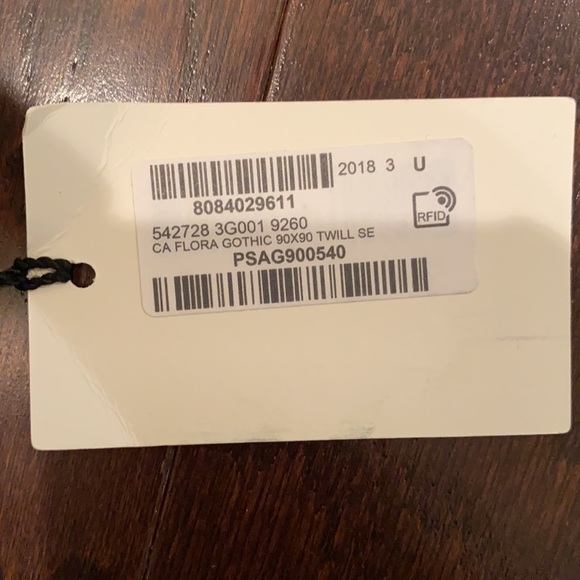 2018 3 U
8084029611
RFID
542728 3G001 9260
CA FLORA GOTHIC 90X90 TWILL SE
PSAG900540